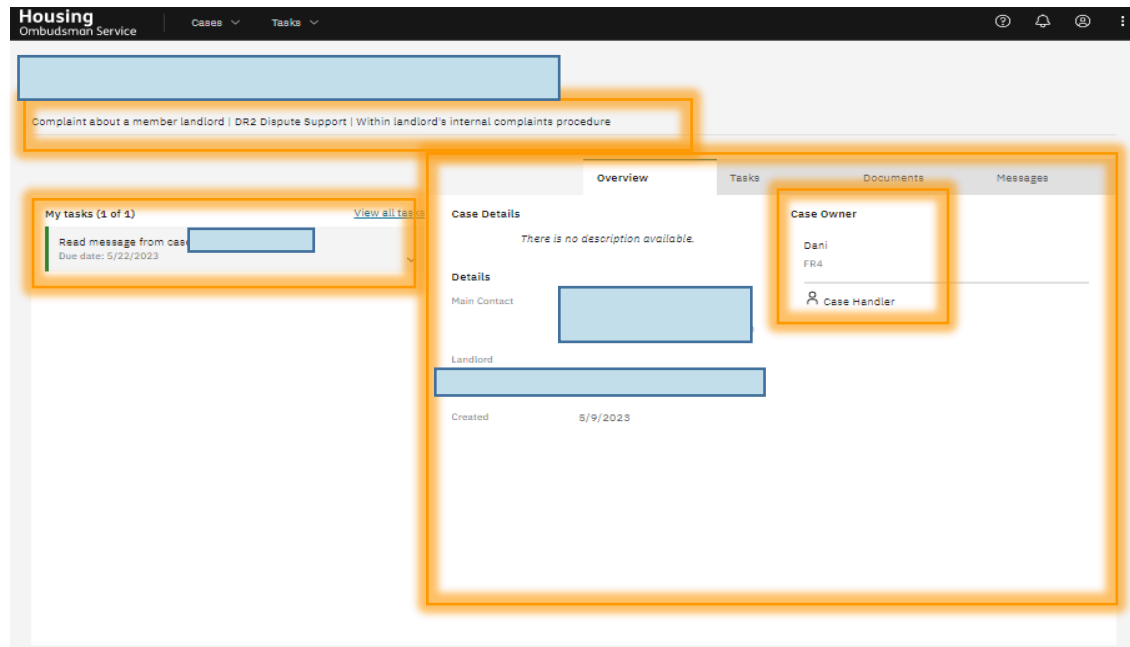 Housing
Ombudsman Service
Cases
Tasks
Complaint about a member landlord | DR2 Dispute Support | Within landlord's internal complaints procedure
Overview
Tasks
Documents
Messages
My tasks (1 of 1)
View all tasks
Read message from case
Due date: 5/22/2023
Case Details
There is no description available.
Details
Main Contact
Landlord
Created
5/9/2023
Case Owner
Dani
FR4
Case Handler